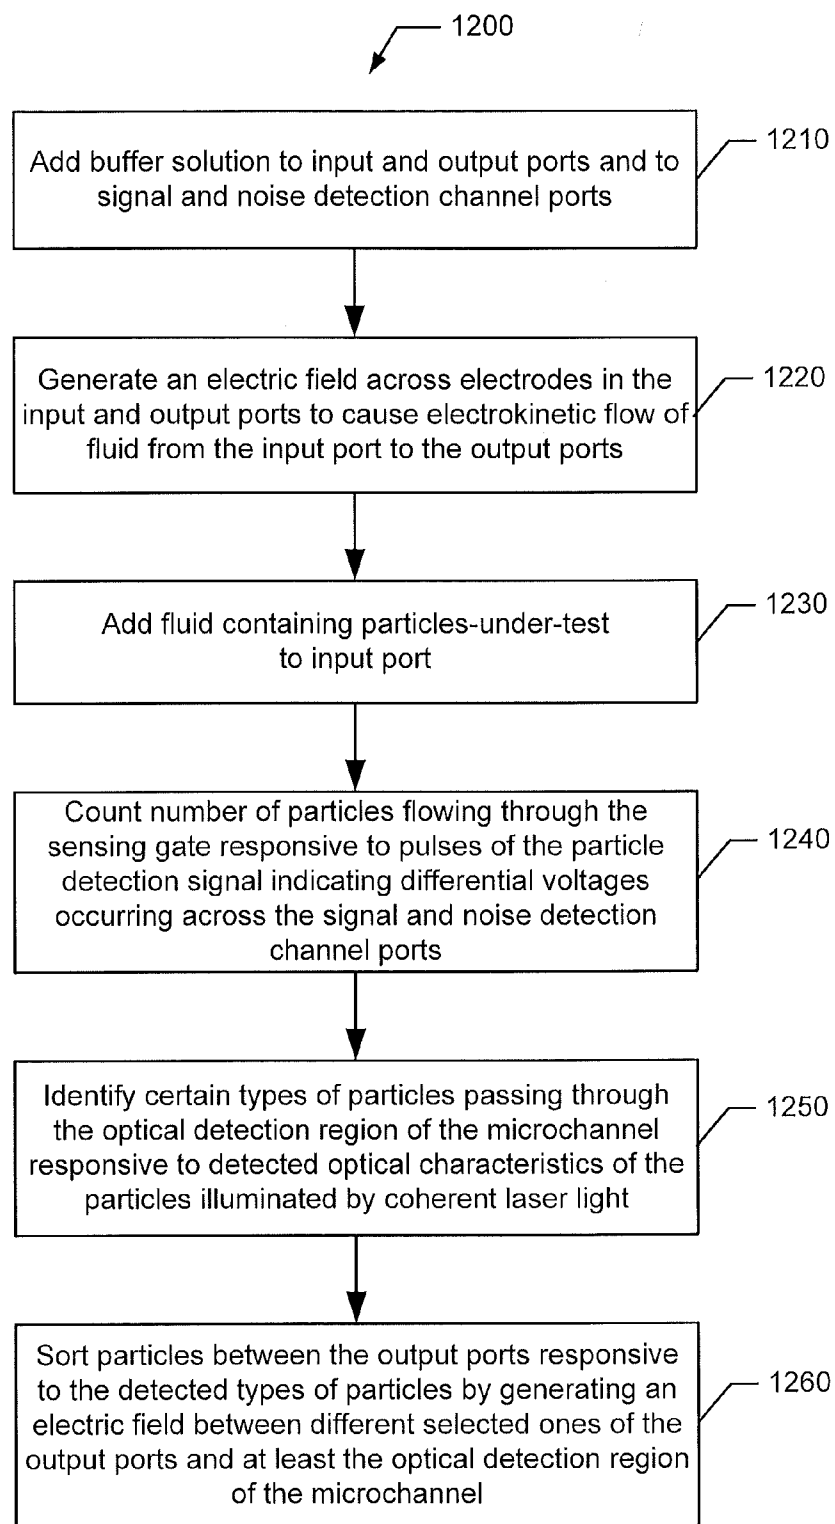 1200
Add buffer solution to input and output ports and to
signal and noise detection channel ports
1210
Generate an electric field across electrodes in the
input and output ports to cause electrokinetic flow of
fluid from the input port to the output ports
1220
Add fluid containing particles-under-test
to input port
1230
Count number of particles flowing through the
sensing gate responsive to pulses of the particle
detection signal indicating differential voltages
occurring across the signal and noise detection
channel ports
1240
Identify certain types of particles passing through
the optical detection region of the microchannel
responsive to detected optical characteristics of the
particles illuminated by coherent laser light
1250
Sort particles between the output ports responsive
to the detected types of particles by generating an
electric field between different selected ones of the
output ports and at least the optical detection region
of the microchannel
1260